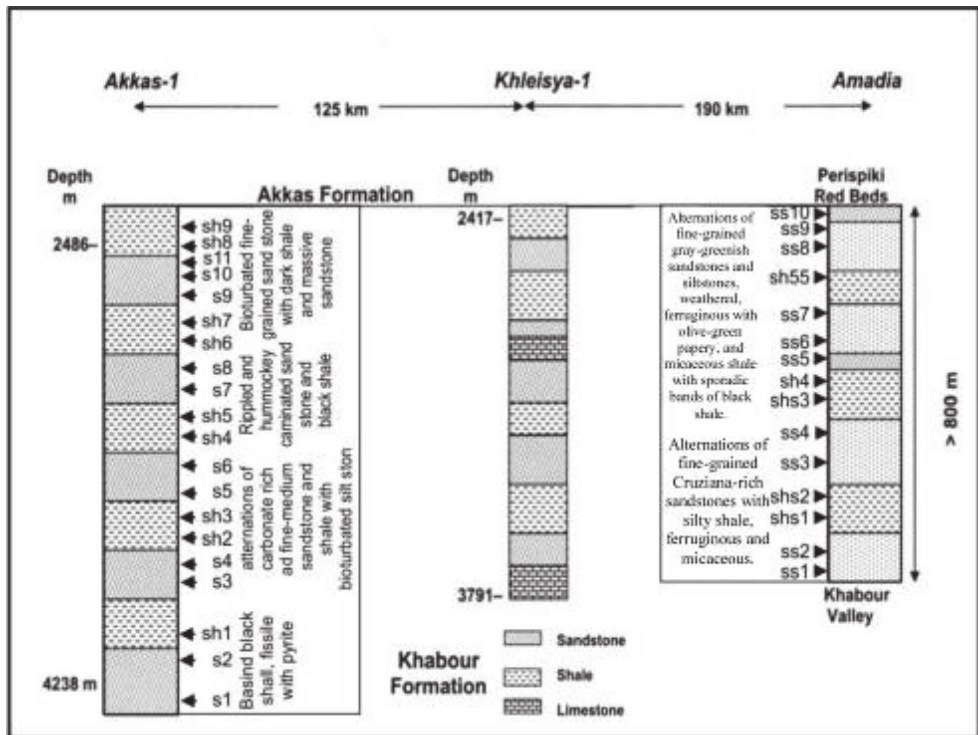 Akkas-1
Khleisya-1
Amadia
125 km
190 km
Depth
m
Akkas Formation
Depth
m
Perispiki
Red Beds
2486–
4238 m
sh9
sh8
s11
s10
s9
sh7
sh6
s8
s7
sh5
sh4
s6
s5
sh3
sh2
s4
s3
sh1
s2
s1
Bioturbated fine-
grained sand stone
with dark shale
and massive
sandstone
Rippled and
hummockey
caminated sand
stone and
black shale
atternations of
carbonate rich
ad fine-medium
sandstone and
shale with
bioturbated silt ston
Basind black
shall, fissile
with pyrite
2417–
3791–
Khabour
Formation
Sandstone
Shale
Limestone
Alternations of
fine-grained
gray-greenish
sandstones and
siltstones,
weathered,
ferruginous with
olive-green
papery, and
micaceous shale
with sporadic
bands of black
shale.
Alternations of
fine-grained
Cruziana-rich
sandstones with
silty shale,
ferruginous and
micaceous.
ss10
ss9
ss8
sh55
ss7
ss6
ss5
sh4
shs3
ss4
ss3
shs2
shs1
ss2
ss1
> 800 m
Khabour
Valley